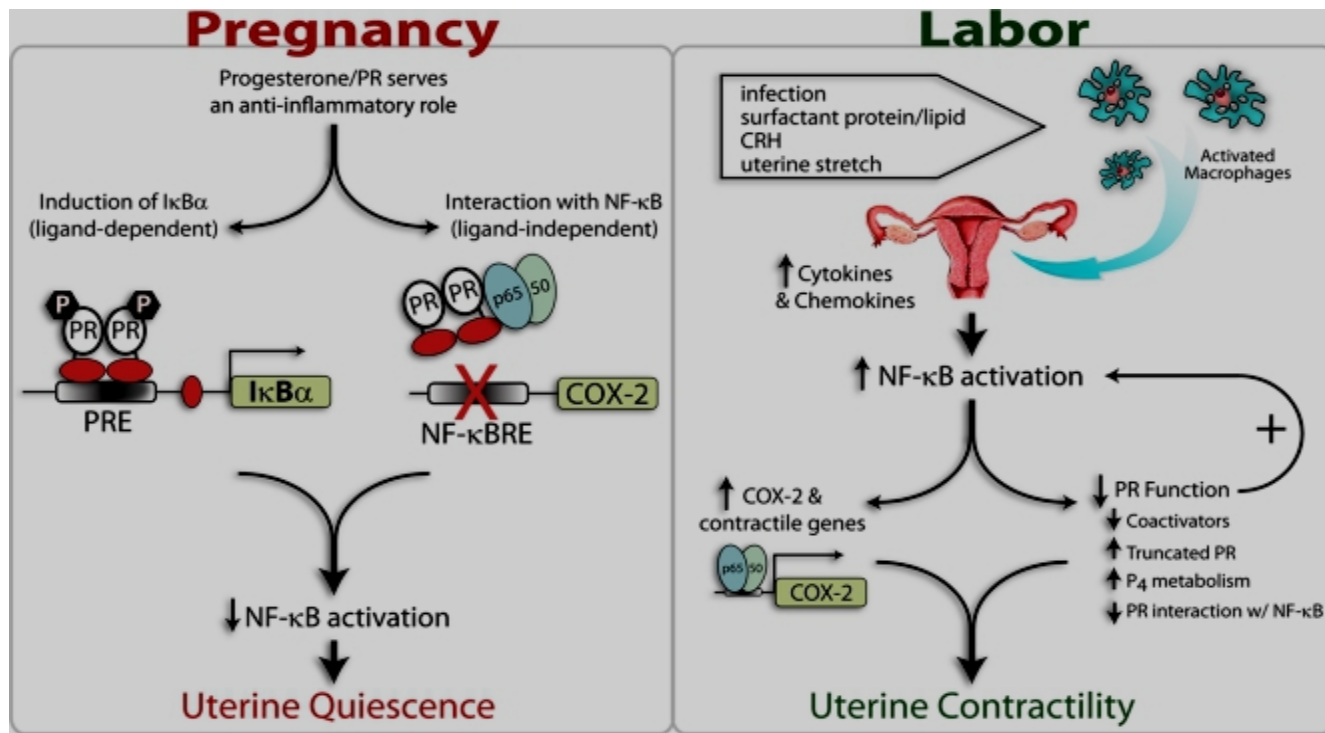 Pregnancy
Progesterone/PR serves
an anti-inflammatory role
Induction of IκBα
(ligand-dependent)
Interaction with NF-κB
(ligand-independent)
P
P
PR
PR
PRE
IκBα
PR
PR
p65
50
X
COX-2
NF-κBRE
NF-κB activation
Uterine Quiescence
Labor
infection
surfactant protein/lipid
CRH
uterine stretch
Activated
Macrophages
Cytokines
& Chemokines
NF-κB activation
+
COX-2 &
contractile genes
p65
50
COX-2
PR Function
Coactivators
Truncated PR
P4 metabolism
PR interaction w/ NF-κB
Uterine Contractility